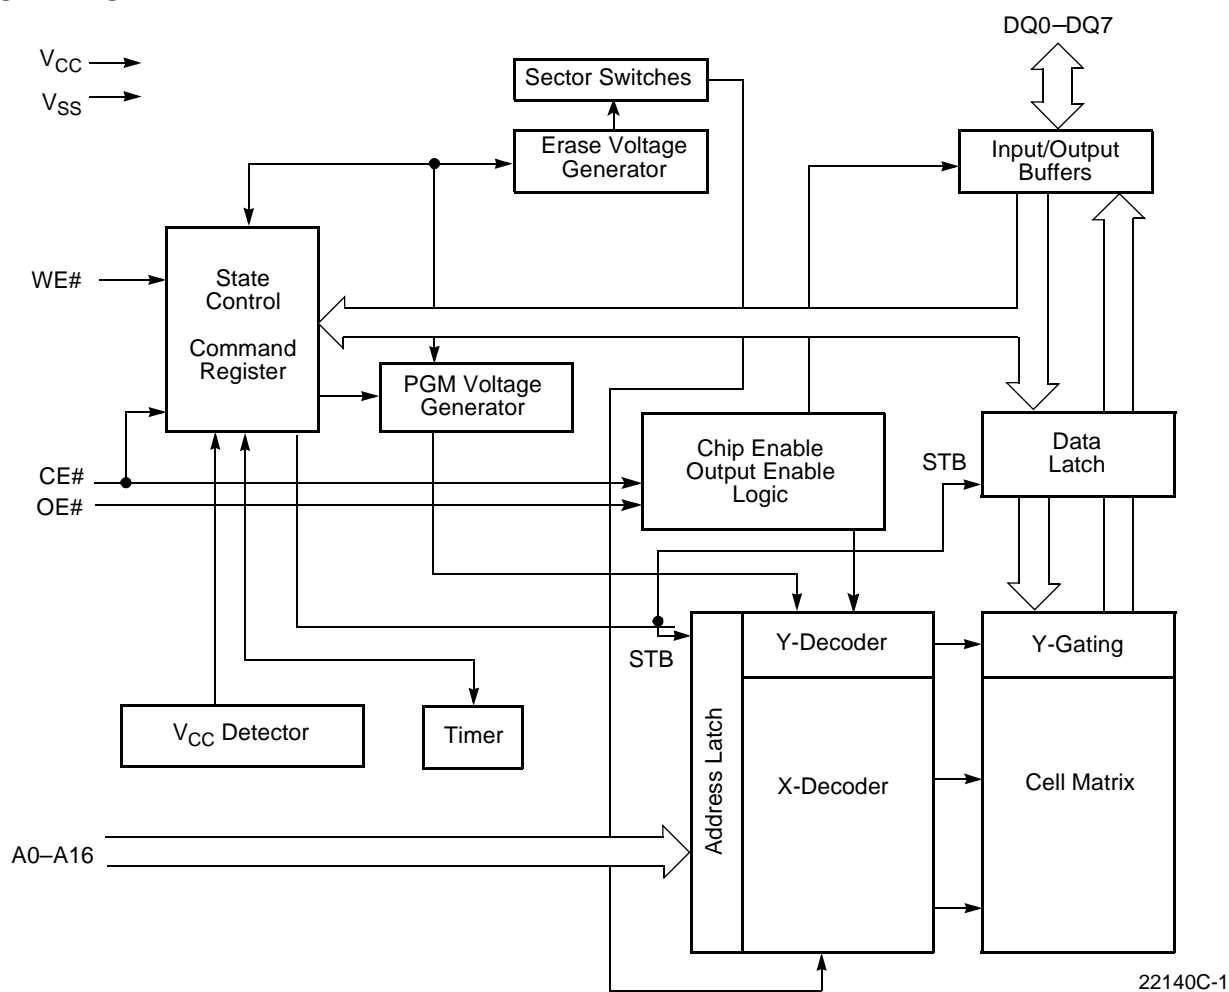 DQ0–DQ7
VCC
VSS
Sector Switches
Erase Voltage
Generator
Input/Output
Buffers
WE#
State
Control
Command
Register
PGM Voltage
Generator
Chip Enable
Output Enable
Logic
STB
Data
Latch
CE#
OE#
STB
Y-Decoder
Y-Gating
VCC Detector
Timer
Address Latch
X-Decoder
Cell Matrix
A0–A16
22140C-1